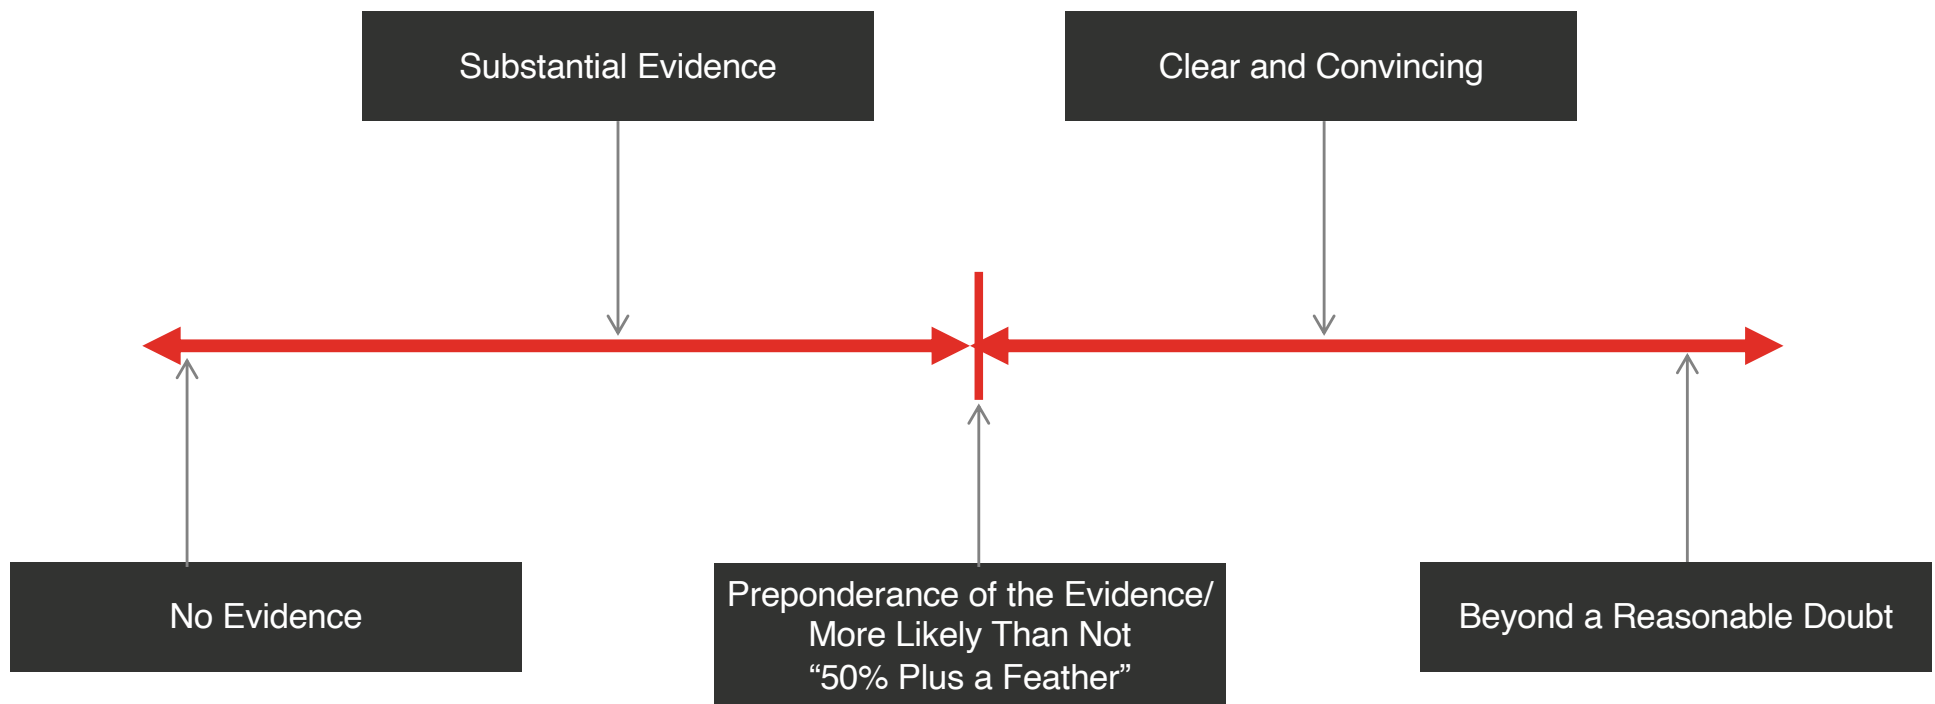 Substantial Evidence
Clear and Convincing
No Evidence
Preponderance of the Evidence/
More Likely Than Not
“50% Plus a Feather”
Beyond a Reasonable Doubt